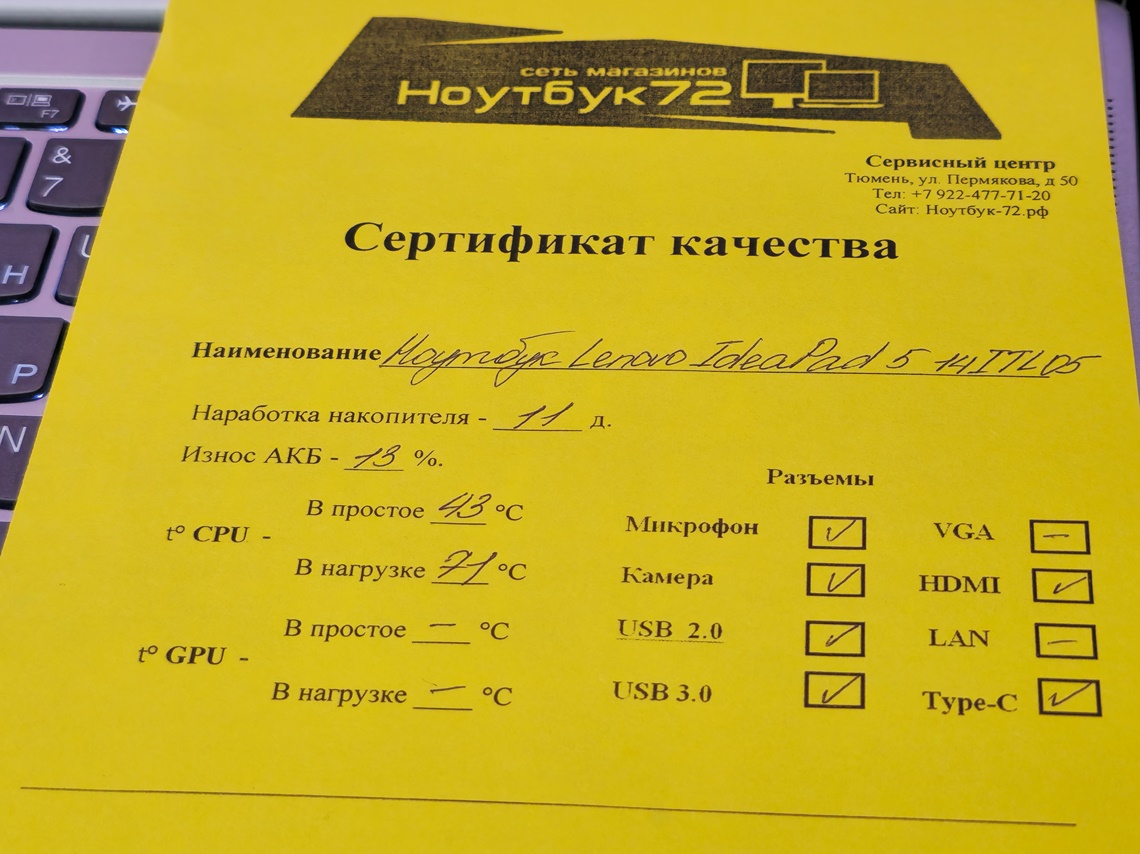 сеть магазинов
Ноутбук72
Сервисный центр
Тюмень, ул. Пермякова, д 50
Тел: +7 922-477-71-20
Сайт: Ноутбук-72.рф
Сертификат качества
Наименование Ноутбук Lenovo IdeaPad 5 14ITL05
Наработка накопителя - 11 д.
Износ АКБ - 13 %.
t° CPU -
В простое 43 °C
В нагрузке 71 °C
t° GPU -
В простое — °C
В нагрузке — °C
Разъемы
Микрофон ✓ VGA —
Камера ✓ HDMI ✓
USB 2.0 ✓ LAN —
USB 3.0 ✓ Type-C ✓
F7
&
7
H
P
N